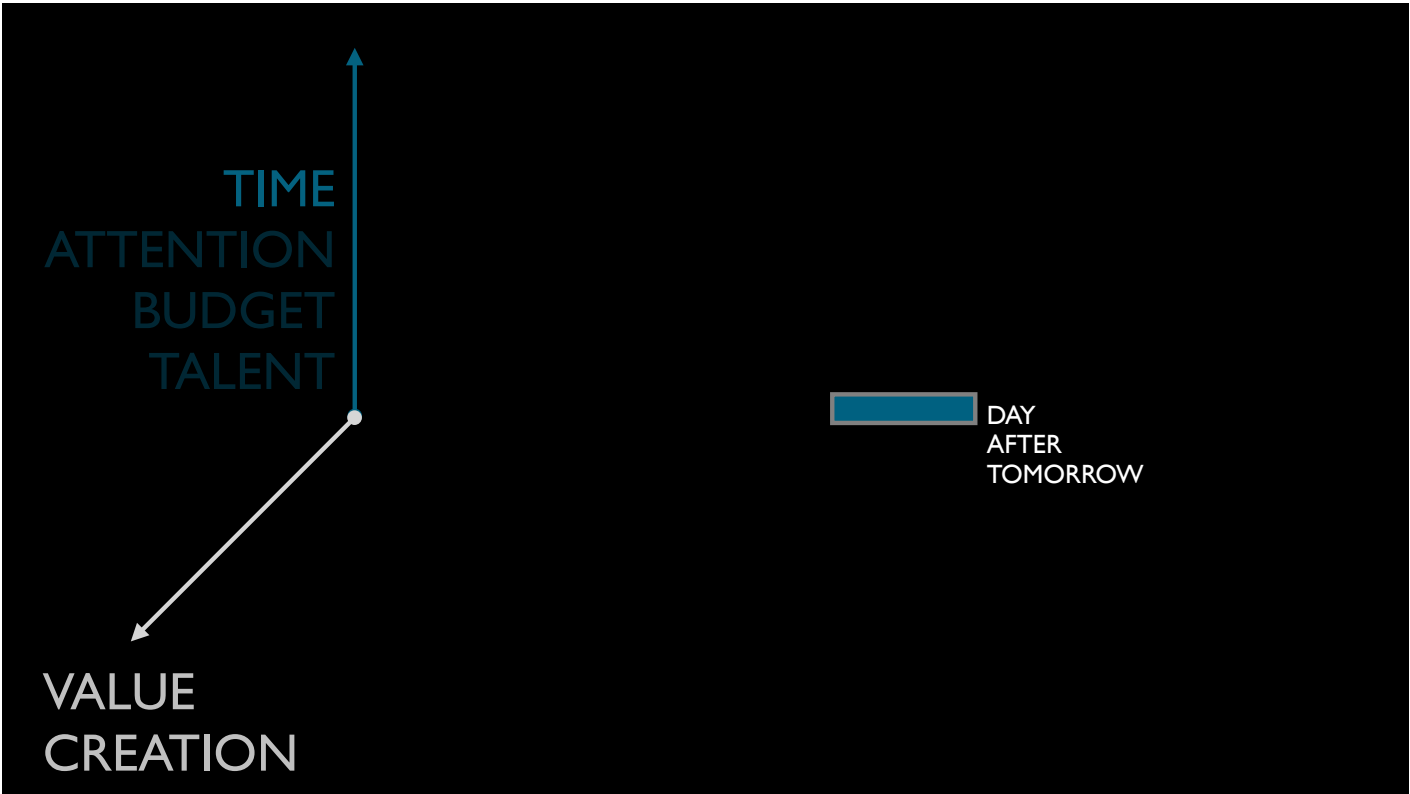 TIME
ATTENTION
BUDGET
TALENT
DAY
AFTER
TOMORROW
VALUE
CREATION